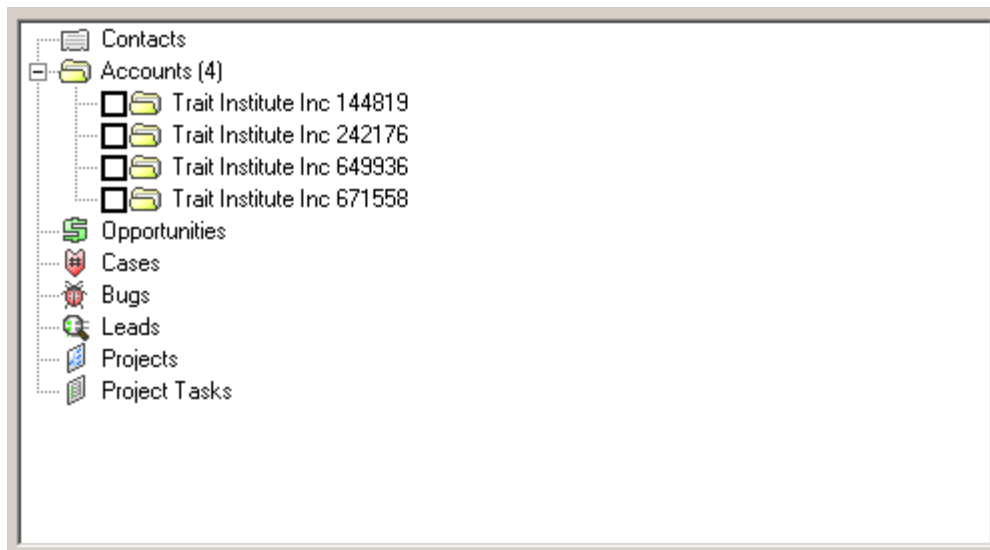 Contacts
Accounts (4)
Trait Institute Inc 144819
Trait Institute Inc 242176
Trait Institute Inc 649936
Trait Institute Inc 671558
Opportunities
Cases
Bugs
Leads
Projects
Project Tasks